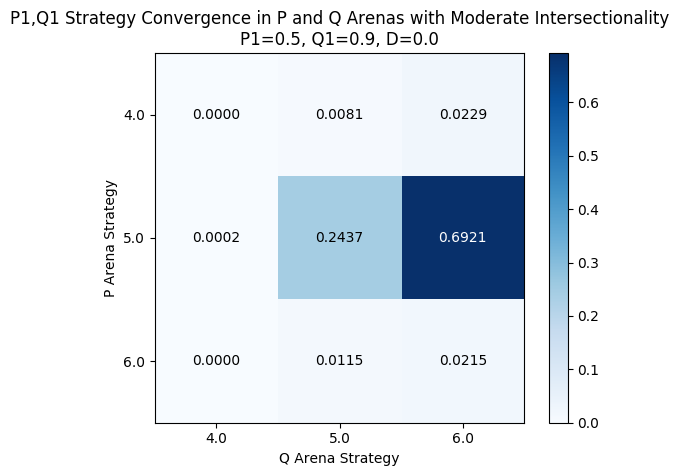 P1,Q1 Strategy Convergence in P and Q Arenas with Moderate Intersectionality
P1=0.5, Q1=0.9, D=0.0
P Arena Strategy
4.0
0.0000 0.0081 0.0229
5.0
0.0002 0.2437 0.6921
6.0
0.0000 0.0115 0.0215
4.0 5.0 6.0
Q Arena Strategy
0.6
0.5
0.4
0.3
0.2
0.1
0.0